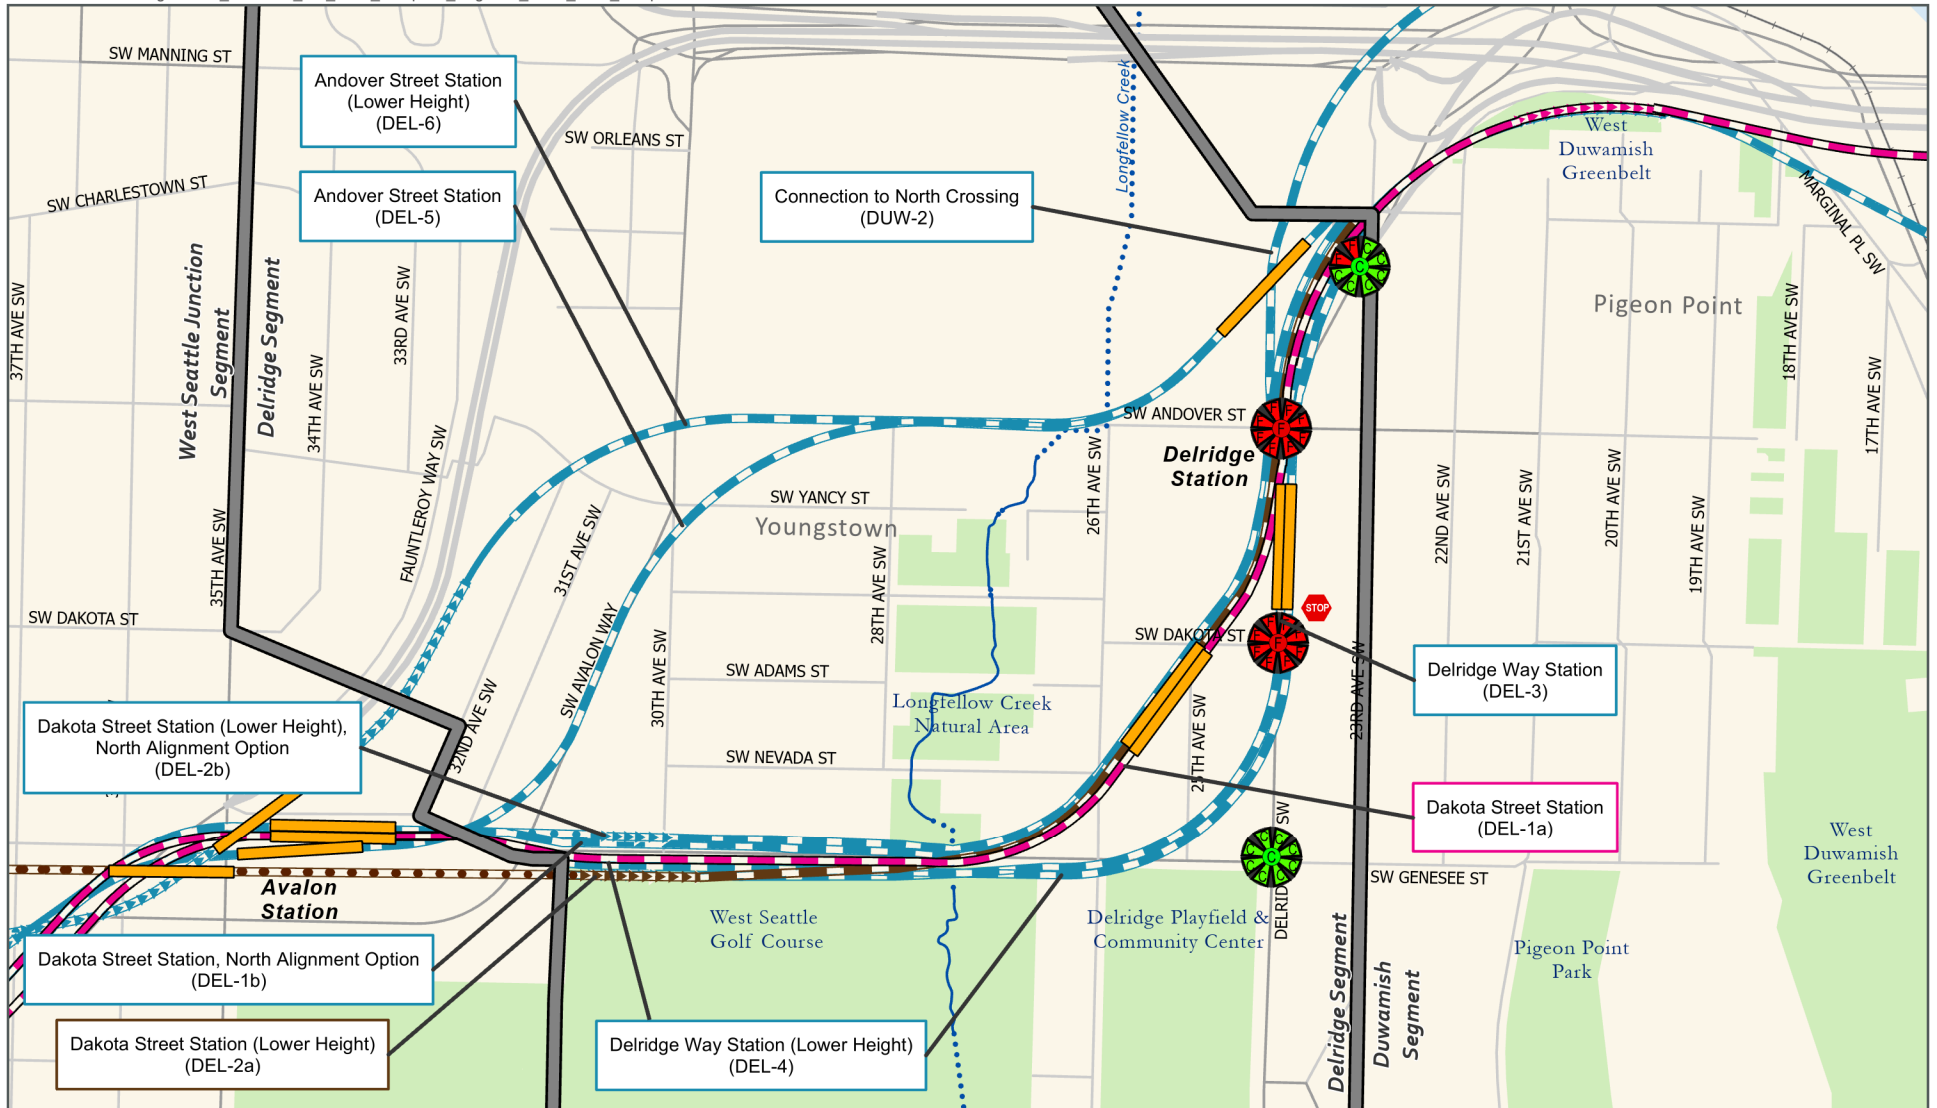 SW MANNING ST
Andover Street Station
(Lower Height)
(DEL-6)
SW ORLEANS ST
Longfellow Creek
West
Duwamish
Greenbelt
SW CHARLESTOWN ST
Andover Street Station
(DEL-5)
Connection to North Crossing
(DUW-2)
MARGINAL PL SW
West Seattle Junction
Segment
Delridge Segment
37TH AVE SW
34TH AVE SW
33RD AVE SW
Pigeon Point
18TH AVE SW
17TH AVE SW
F
F
C
C
C
C
C
C
C
SW ANDOVER ST
F
Delridge
Station
FAUNTLEROY WAY SW
35TH AVE SW
31ST AVE SW
SW YANCY ST
Youngstown
26TH AVE SW
22ND AVE SW
21ST AVE SW
20TH AVE SW
19TH AVE SW
28TH AVE SW
SW DAKOTA ST
SW AVALON WAY
30TH AVE SW
STOP
SW DAKOTA ST
F
SW ADAMS ST
Longfellow Creek
Natural Area
Delridge Way Station
(DEL-3)
23RD AVE SW
32ND AVE SW
25TH AVE SW
Dakota Street Station (Lower Height),
North Alignment Option
(DEL-2b)
SW NEVADA ST
Dakota Street Station
(DEL-1a)
West
Duwamish
Greenbelt
C
SW GENESEE ST
DELRID
SW
Avalon
Station
West Seattle
Golf Course
Delridge Playfield &
Community Center
Pigeon Point
Park
Dakota Street Station, North Alignment Option
(DEL-1b)
Delridge Segment
Duwamish
Segment
Dakota Street Station (Lower Height)
(DEL-2a)
Delridge Way Station (Lower Height)
(DEL-4)